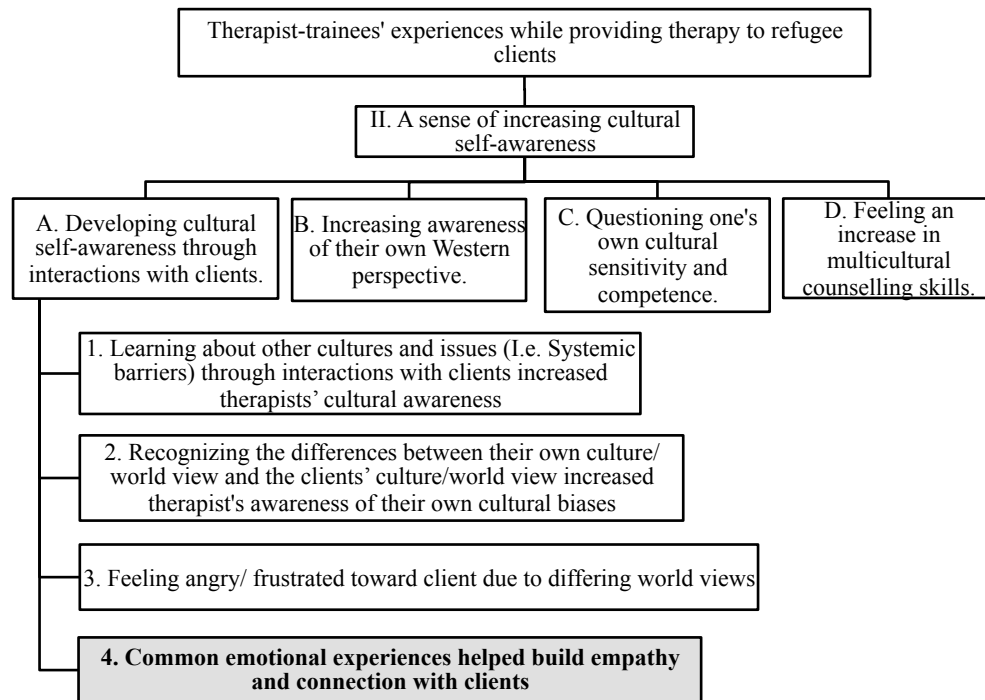 Therapist-trainees' experiences while providing therapy to refugee
clients
II. A sense of increasing cultural
self-awareness
A. Developing cultural
self-awareness through
interactions with clients.
B. Increasing awareness
of their own Western
perspective.
C. Questioning one's
own cultural
sensitivity and
competence.
D. Feeling an
increase in
multicultural
counselling skills.
1. Learning about other cultures and issues (I.e. Systemic
barriers) through interactions with clients increased
therapists’ cultural awareness
2. Recognizing the differences between their own culture/
world view and the clients’ culture/world view increased
therapist's awareness of their own cultural biases
3. Feeling angry/ frustrated toward client due to differing world views
4. Common emotional experiences helped build empathy
and connection with clients